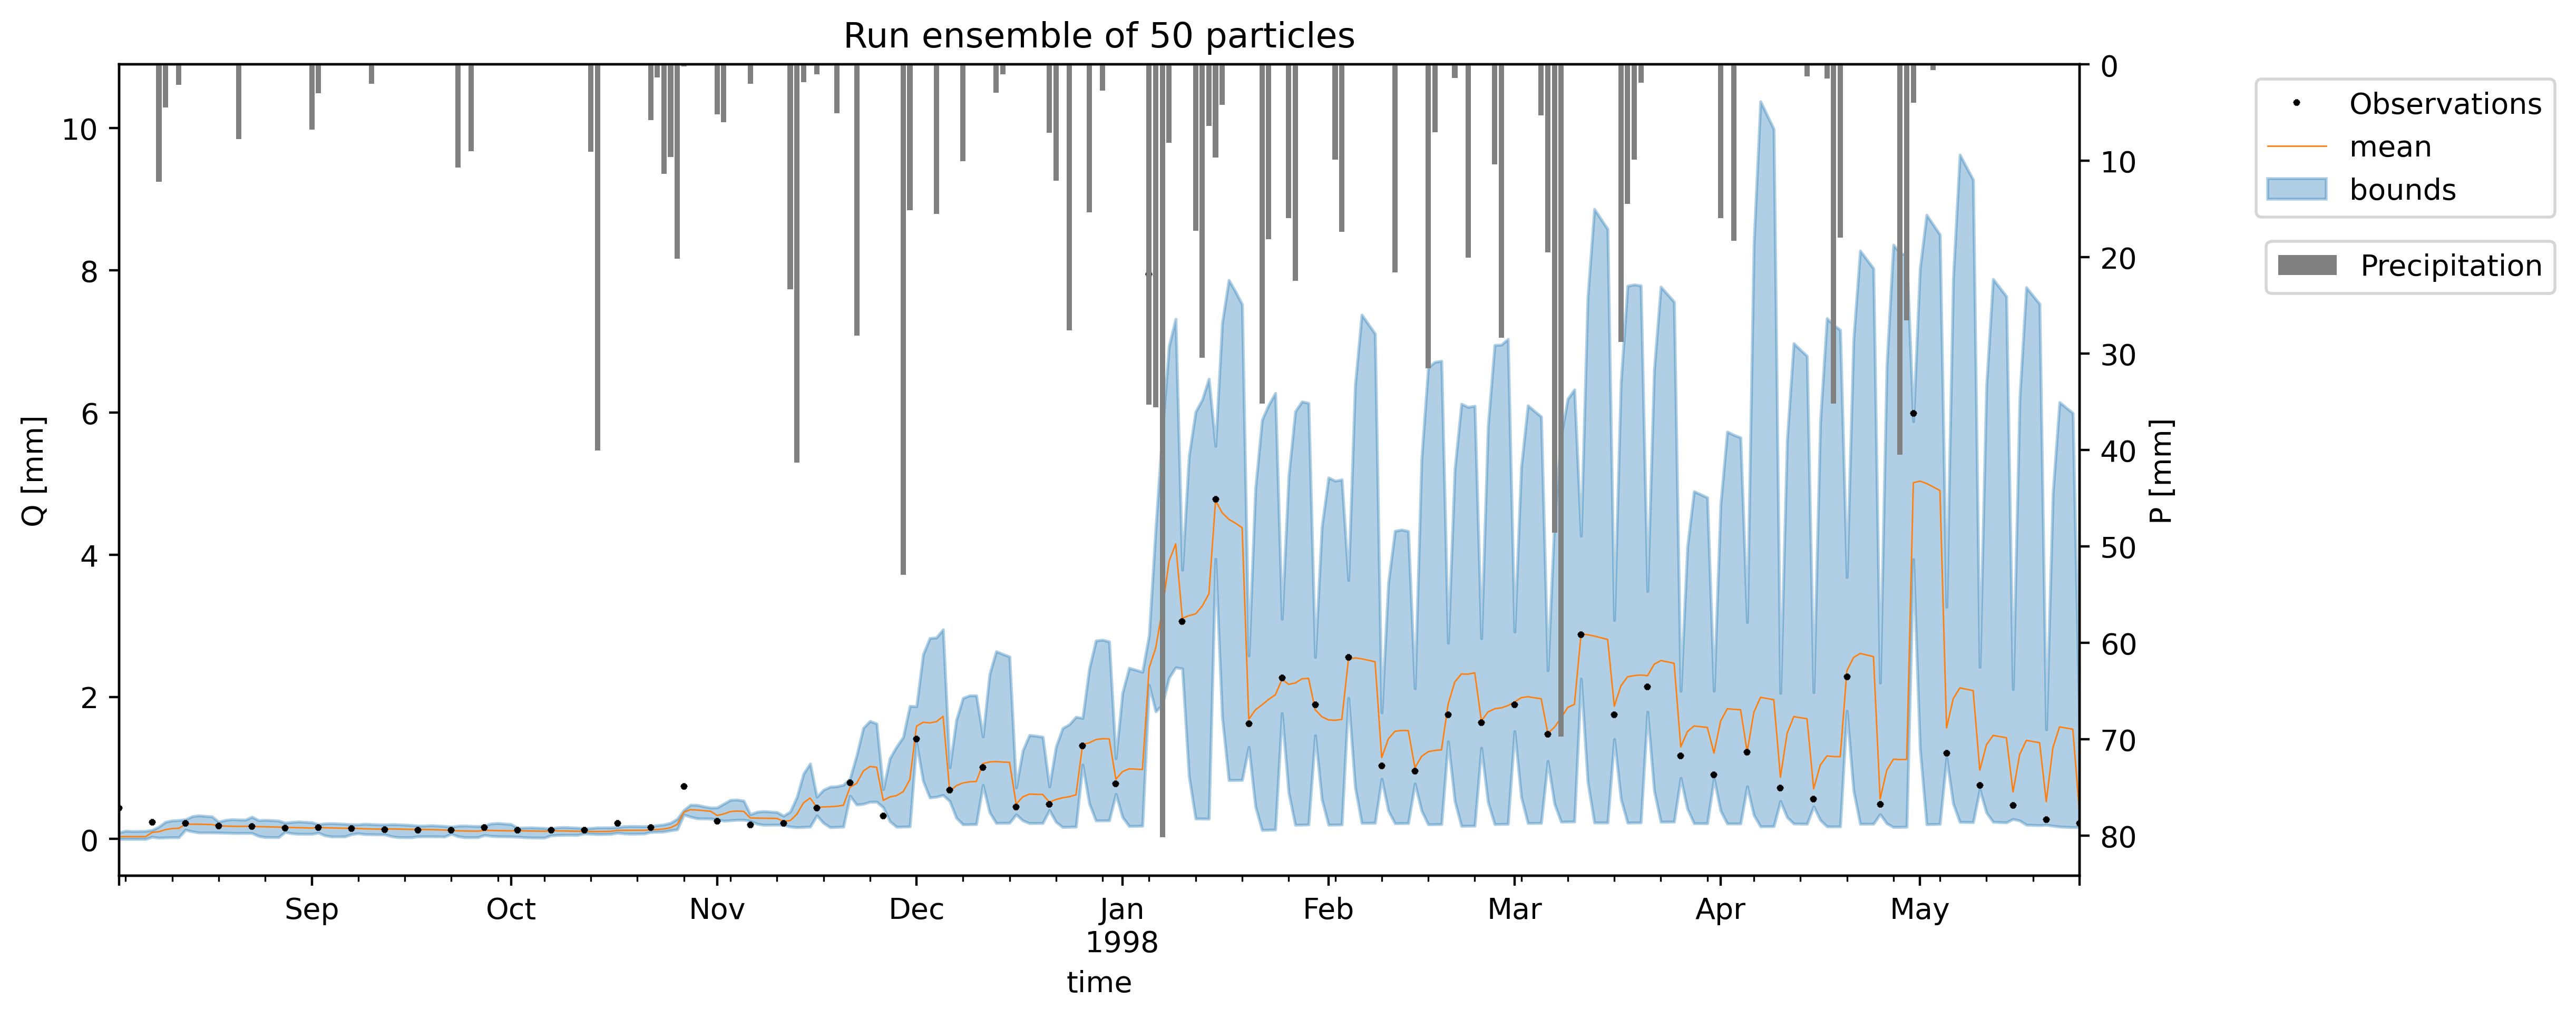 Run ensemble of 50 particles
Q [mm]
10
8
6
4
2
0
Sep
Oct
Nov
Dec
Jan
1998
Feb
Mar
Apr
May
time
0
10
20
30
40
50
60
70
80
P [mm]
Observations
mean
bounds
Precipitation